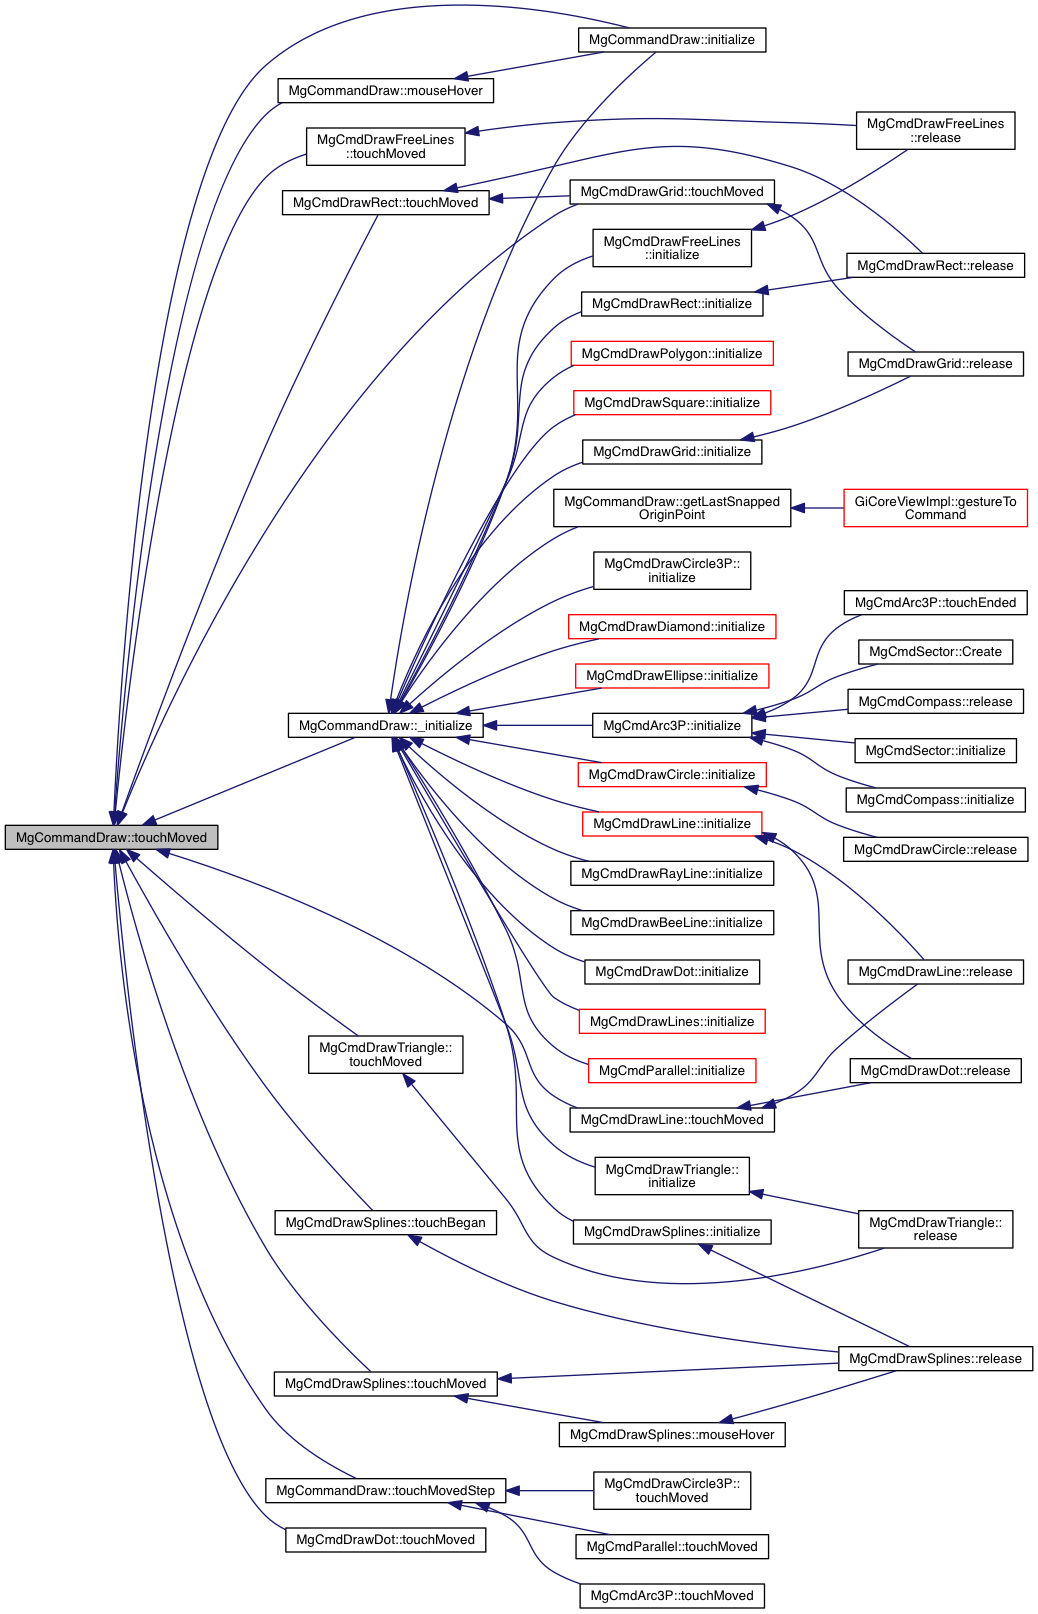 MgCommandDraw::initialize
MgCommandDraw::mouseHover
MgCmdDrawFreeLines
::release
MgCmdDrawFreeLines
::touchMoved
MgCmdDrawRect::touchMoved
MgCmdDrawGrid::touchMoved
MgCmdDrawFreeLines
::initialize
MgCmdDrawRect::release
MgCmdDrawRect::initialize
MgCmdDrawPolygon::initialize
MgCmdDrawGrid::release
MgCmdDrawSquare::initialize
MgCmdDrawGrid::initialize
MgCommandDraw::getLastSnapped
OriginPoint
GiCoreViewImpl::gestureTo
Command
MgCmdDrawCircle3P::
initialize
MgCmdArc3P::touchEnded
MgCmdDrawDiamond::initialize
MgCmdSector::Create
MgCmdDrawEllipse::initialize
MgCmdCompass::release
MgCommandDraw::_initialize
MgCmdArc3P::initialize
MgCmdSector::initialize
MgCmdDrawCircle::initialize
MgCmdCompass::initialize
MgCmdDrawLine::initialize
MgCommandDraw::touchMoved
MgCmdDrawCircle::release
MgCmdDrawRayLine::initialize
MgCmdDrawBeeLine::initialize
MgCmdDrawDot::initialize
MgCmdDrawLine::release
MgCmdDrawLines::initialize
MgCmdDrawTriangle::
touchMoved
MgCmdParallel::initialize
MgCmdDrawDot::release
MgCmdDrawLine::touchMoved
MgCmdDrawTriangle::
initialize
MgCmdDrawSplines::touchBegan
MgCmdDrawSplines::initialize
MgCmdDrawTriangle::
release
MgCmdDrawSplines::release
MgCmdDrawSplines::touchMoved
MgCmdDrawSplines::mouseHover
MgCommandDraw::touchMovedStep
MgCmdDrawCircle3P::
touchMoved
MgCmdDrawDot::touchMoved
MgCmdParallel::touchMoved
MgCmdArc3P::touchMoved